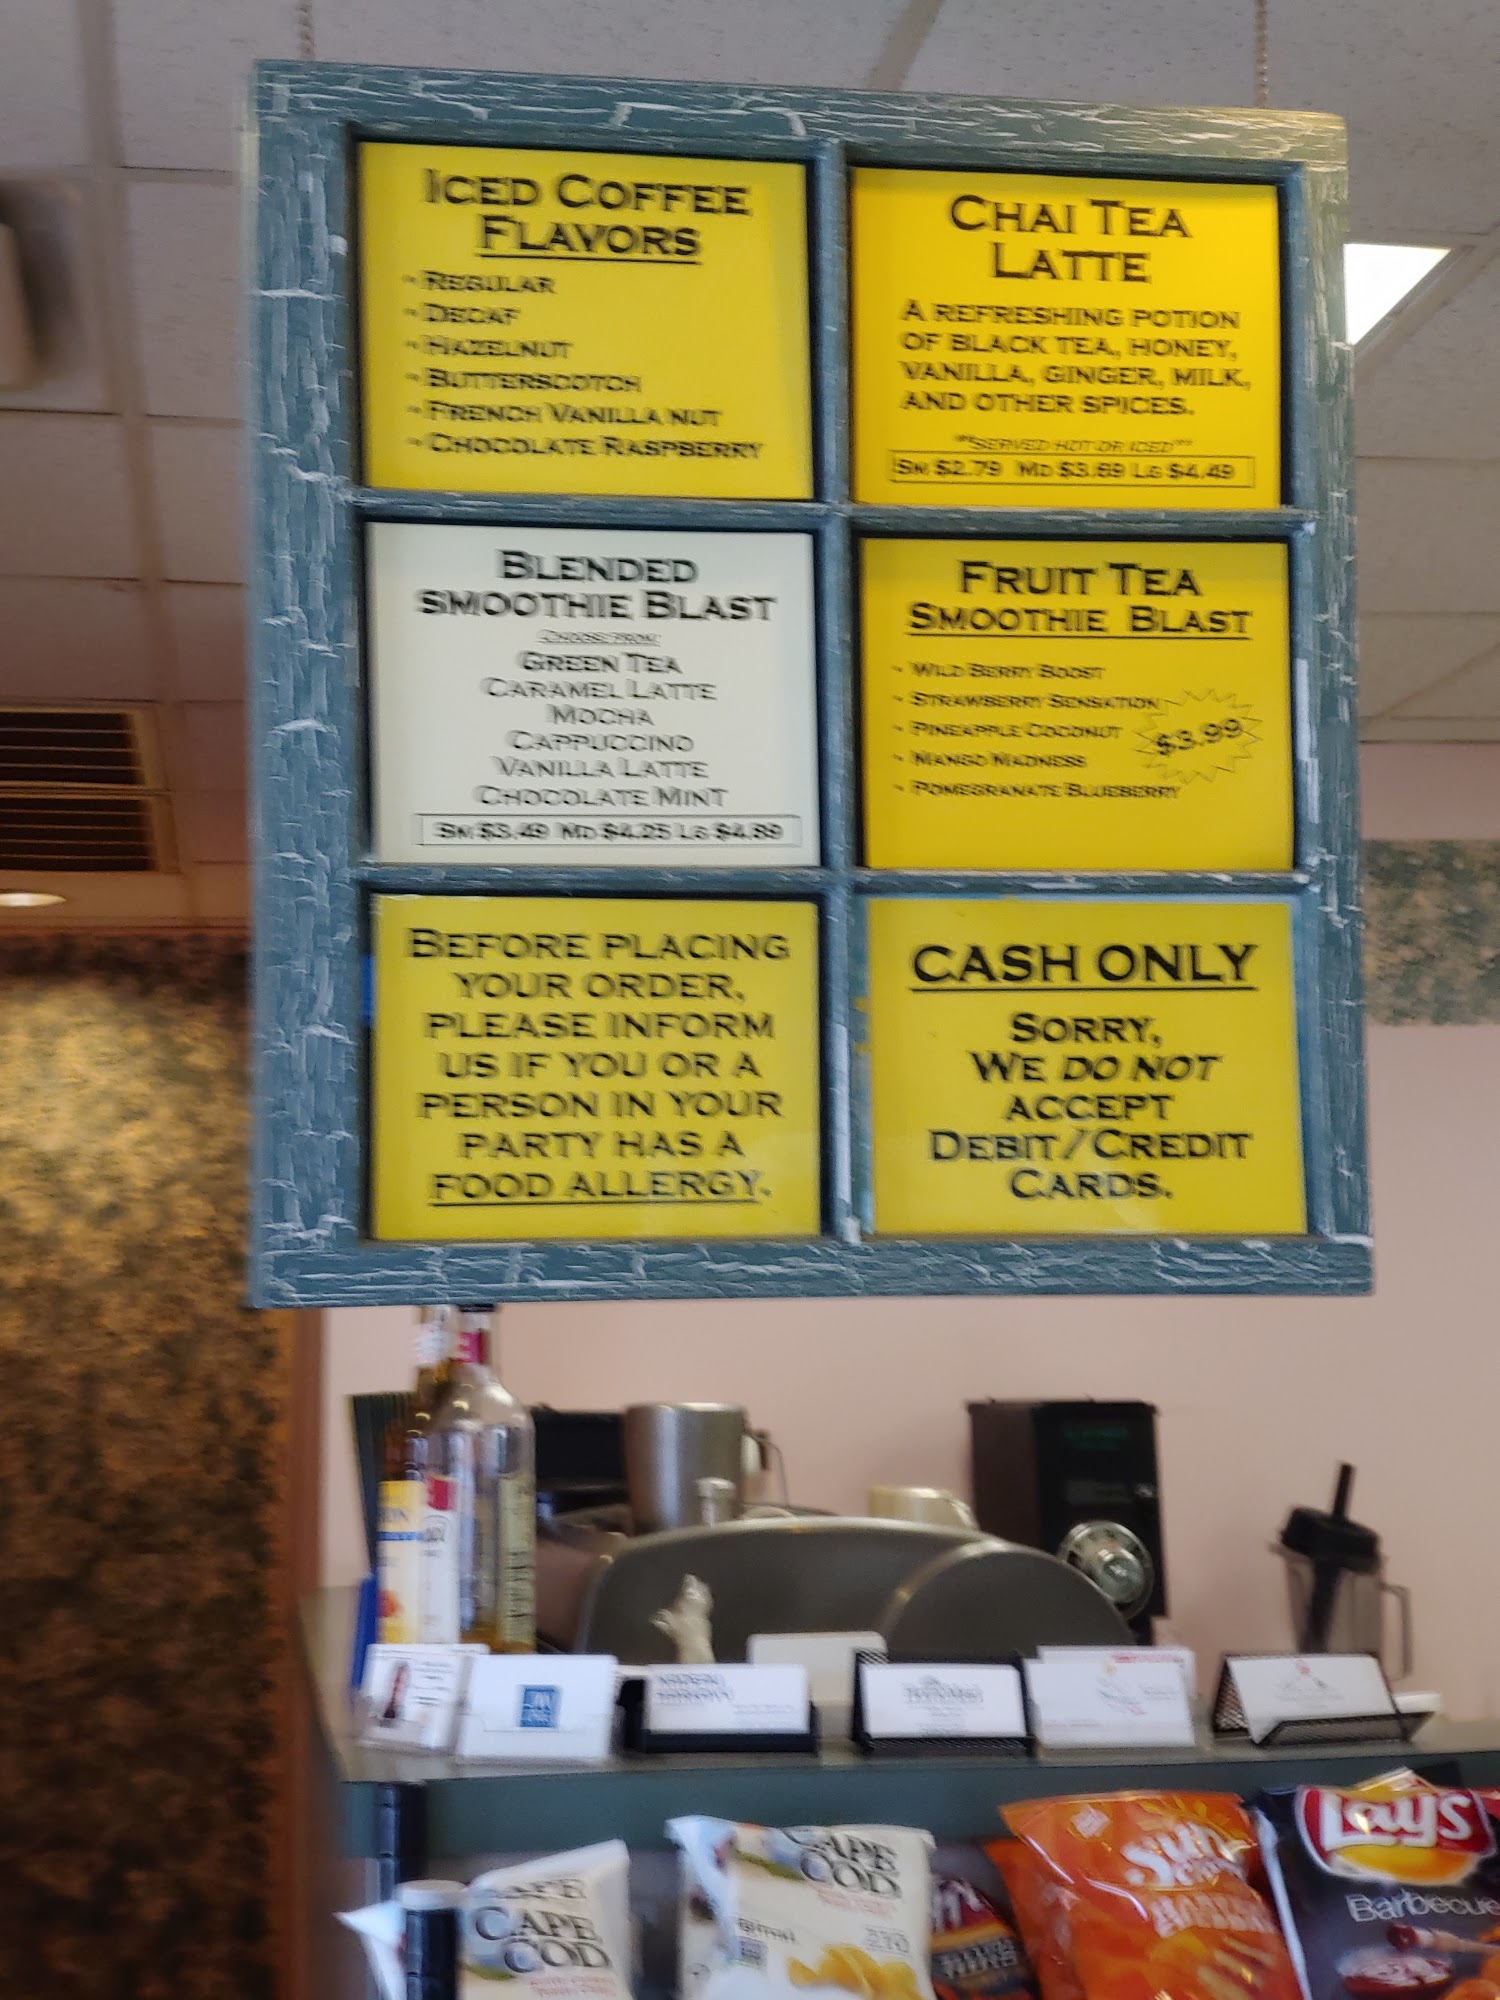 ICED COFFEE
FLAVORS
- REGULAR
- DECAF
- HAZELNUT
- BUTTERSCOTCH
- FRENCH VANILLA NUT
- CHOCOLATE RASPBERRY
CHAI TEA
LATTE
A REFRESHING POTION
OF BLACK TEA, HONEY,
VANILLA, GINGER, MILK,
AND OTHER SPICES.
"""SERVED HOT OR ICED"""
SM $2.79 MD $3.69 LG $4.49
BLENDED
SMOOTHIE BLAST
CHOOSE FROM:
GREEN TEA
CARAMEL LATTE
MOCHA
CAPPUCCINO
VANILLA LATTE
CHOCOLATE MINT
SM $3.49 MD $4.25 LG $4.89
FRUIT TEA
SMOOTHIE BLAST
- WILD BERRY BOOST
- STRAWBERRY SENSATION
- PINEAPPLE COCONUT
- MANGO MADNESS
- POMEGRANATE BLUEBERRY
$3.99
BEFORE PLACING
YOUR ORDER,
PLEASE INFORM
US IF YOU OR A
PERSON IN YOUR
PARTY HAS A
FOOD ALLERGY.
CASH ONLY
SORRY,
WE DO NOT
ACCEPT
DEBIT/CREDIT
CARDS.
CAPE
COD
CAPE
COD
210
Sun
Lay's
Barbecue